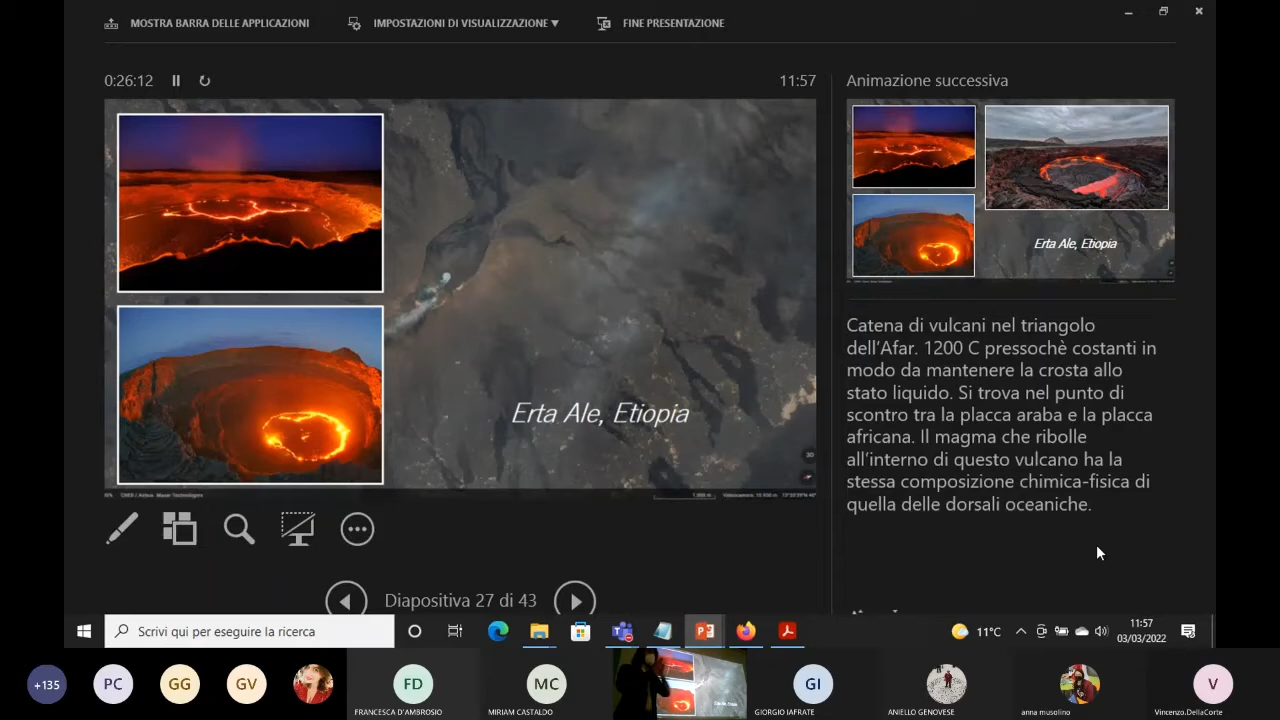 MOSTRA BARRA DELLE APPLICAZIONI
IMPOSTAZIONI DI VISUALIZZAZIONE ▼
FINE PRESENTAZIONE
0:26:12
11:57
Erta Ale, Etiopia
Animazione successiva
Erta Ale, Etiopia
Catena di vulcani nel triangolo
dell'Afar. 1200 C pressochè costanti in
modo da mantenere la crosta allo
stato liquido. Si trova nel punto di
scontro tra la placca araba e la placca
africana. Il magma che ribolle
all'interno di questo vulcano ha la
stessa composizione chimica-fisica di
quella delle dorsali oceaniche.
Diapositiva 27 di 43
Scrivi qui per eseguire la ricerca
11°C
11:57
03/03/2022
+135
PC
GG
GV
FD
FRANCESCA D'AMBROSIO
MC
MIRIAM CASTALDO
GI
GIORGIO IAFRATE
ANIELLO GENOVESE
anna musolino
V
Vincenzo.DellaCorte